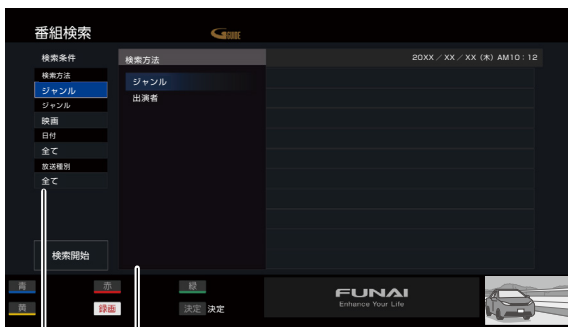 番組検索
G GUIDE
検索条件
検索方法
ジャンル
ジャンル
映画
日付
全て
放送種別
全て
検索開始
検索方法
ジャンル
出演者
20XX / XX / XX (木) AM10:12
青
赤
緑
黄
録画
決定 決定
FUNAI
Enhance Your Life